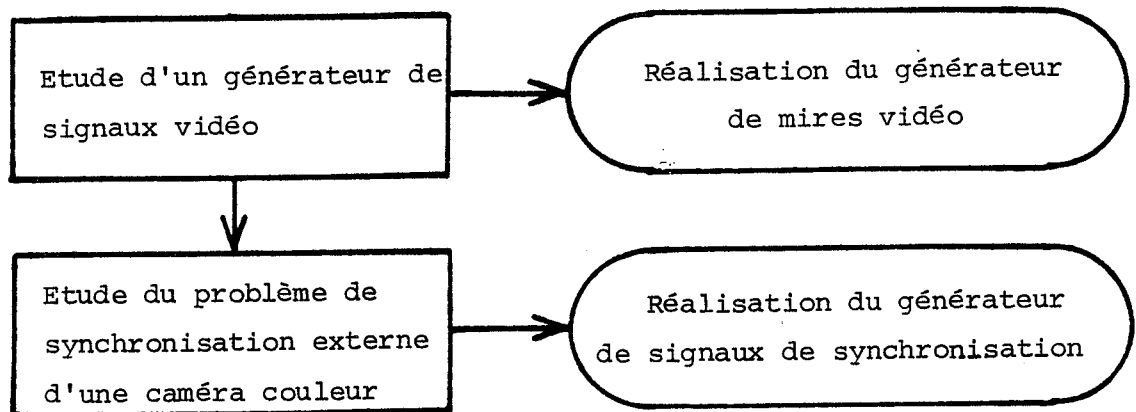 Etude d'un générateur de
signaux vidéo
Réalisation du générateur
de mires vidéo
Etude du problème de
synchronisation externe
d'une caméra couleur
Réalisation du générateur
de signaux de synchronisation